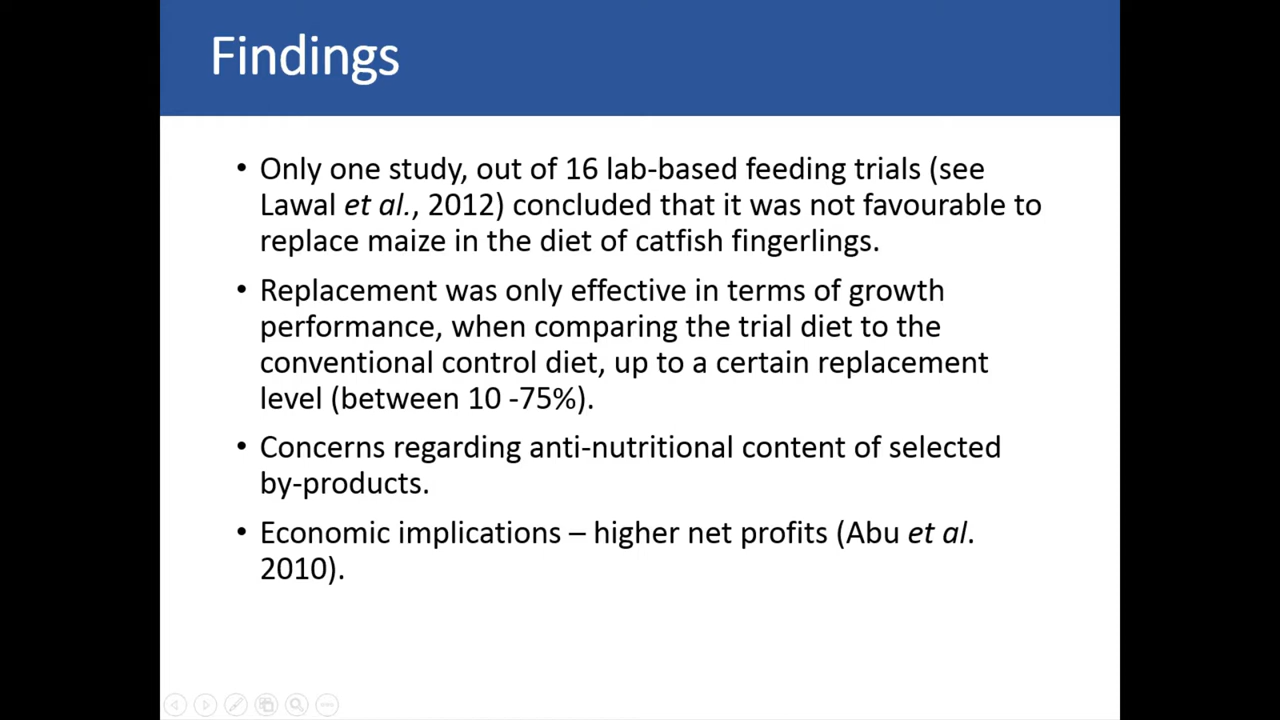 Findings
• Only one study, out of 16 lab-based feeding trials (see
Lawal et al., 2012) concluded that it was not favourable to
replace maize in the diet of catfish fingerlings.
• Replacement was only effective in terms of growth
performance, when comparing the trial diet to the
conventional control diet, up to a certain replacement
level (between 10 -75%).
• Concerns regarding anti-nutritional content of selected
by-products.
• Economic implications – higher net profits (Abu et al.
2010).